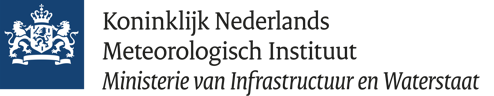 Koninklijk Nederlands
Meteorologisch Instituut
Ministerie van Infrastructuur en Waterstaat